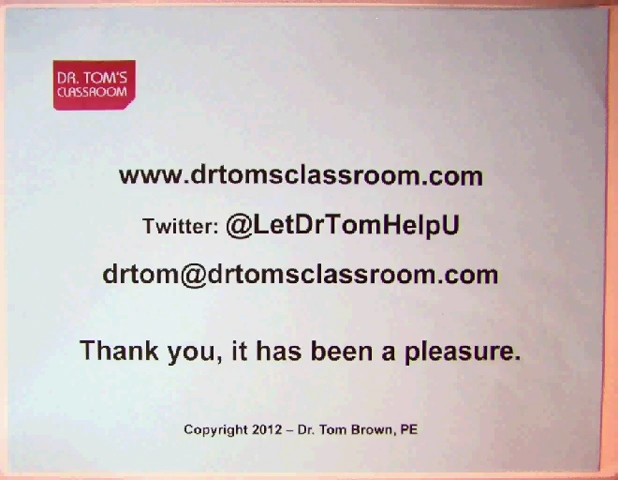 DR. TOM'S
CLASSROOM
www.drtomsclassroom.com
Twitter: @LetDrTomHelpU
drtom@drtomsclassroom.com
Thank you, it has been a pleasure.
Copyright 2012 – Dr. Tom Brown, PE